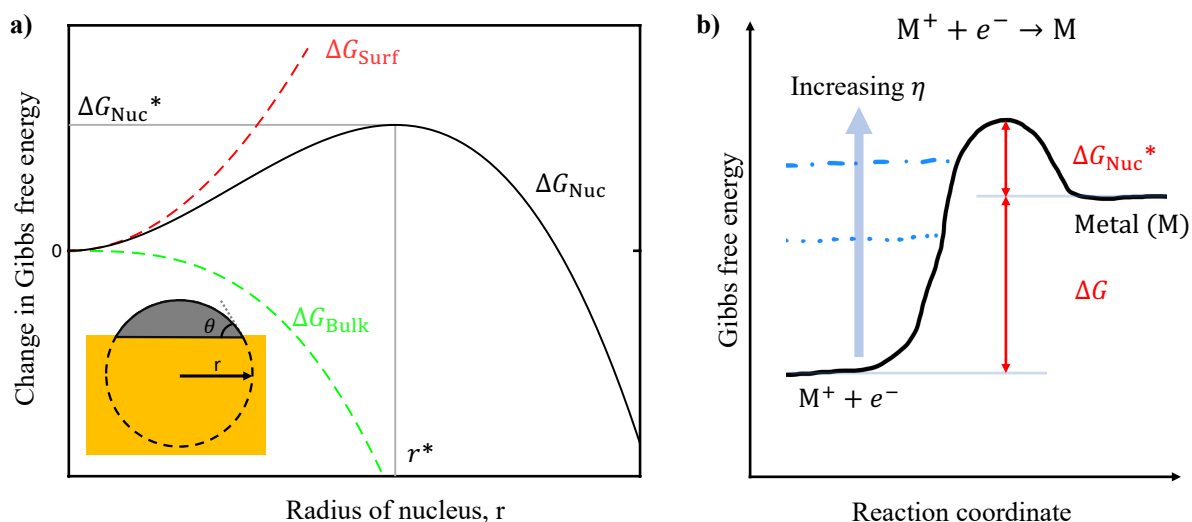 a)
ΔG_Surf
ΔG_Nuc*
ΔG_Nuc
0
ΔG_Bulk
θ
r
r*
Change in Gibbs free energy
Radius of nucleus, r
b)
M⁺ + e⁻ → M
Increasing η
ΔG_Nuc*
Metal (M)
ΔG
M⁺ + e⁻
Gibbs free energy
Reaction coordinate